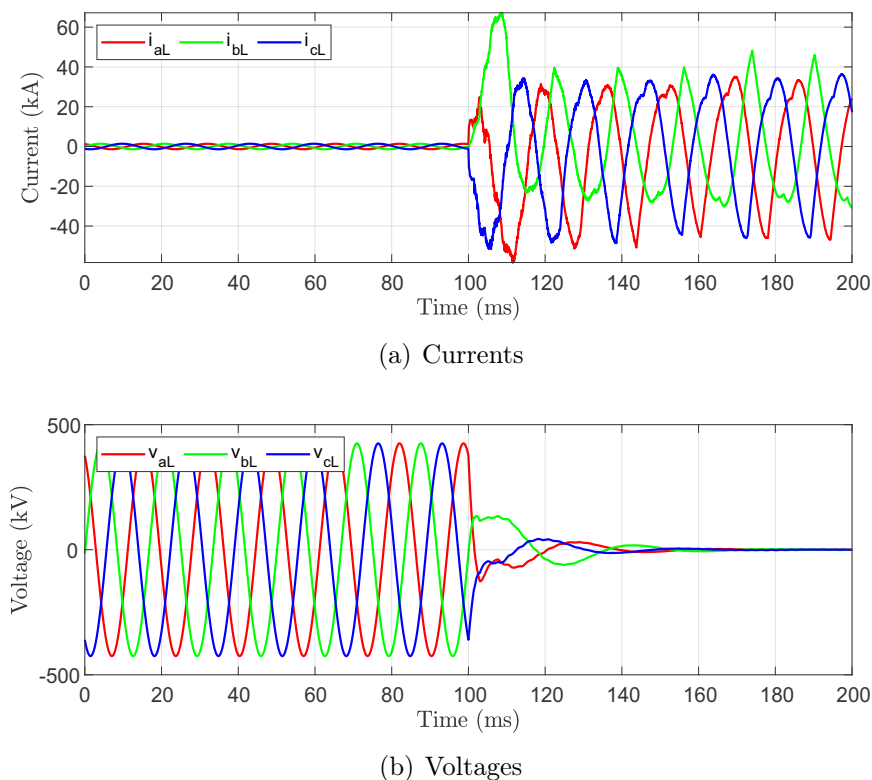 60
40
20
0
-20
-40
Current (kA)
i_aL i_bL i_cL
0 20 40 60 80 100 120 140 160 180 200
Time (ms)
(a) Currents
500
0
-500
Voltage (kV)
v_aL v_bL v_cL
0 20 40 60 80 100 120 140 160 180 200
Time (ms)
(b) Voltages